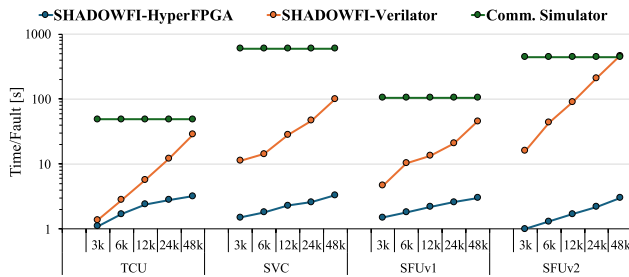 SHADOWFI-HyperFPGA SHADOWFI-Verilator Comm. Simulator
1000
100
10
1
Time/Fault [s]
3k 6k 12k 24k 48k 3k 6k 12k 24k 48k 3k 6k 12k 24k 48k 3k 6k 12k 24k 48k
TCU SVC SFUv1 SFUv2